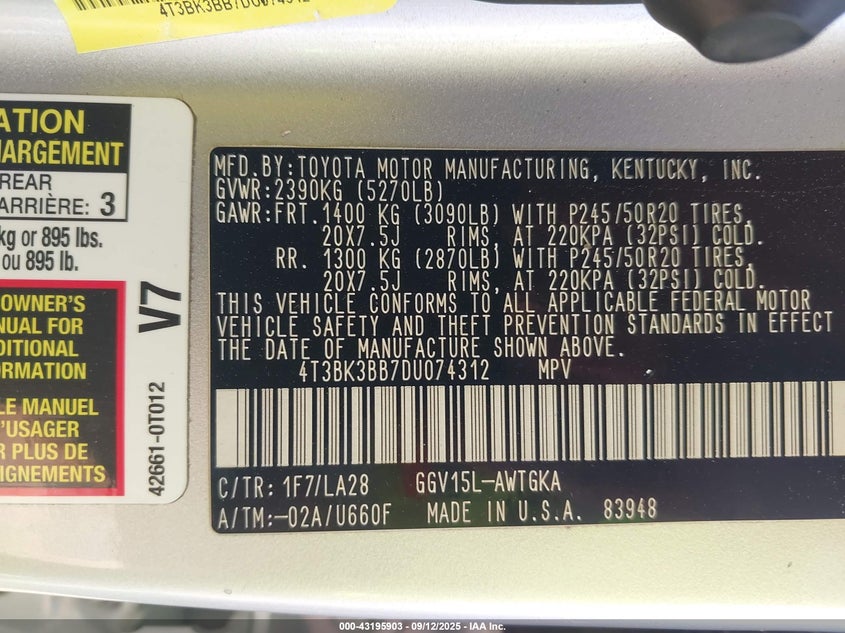 4T3BK3BB7DU074312
ATION
HARGEMENT
REAR
ARRIÈRE: 3
kg or 895 lbs.
ou 895 lb.
OWNER'S
NUAL FOR
DITIONAL
ORMATION
LE MANUEL
'USAGER
R PLUS DE
EIGNEMENTS
V7
42661-0T012
MFD.BY:TOYOTA MOTOR MANUFACTURING, KENTUCKY, INC.
GVWR:2390KG (5270LB)
GAWR:FRT.1400 KG (3090LB) WITH P245/50R20 TIRES,
20X7.5J RIMS, AT 220KPA (32PSI) COLD.
RR. 1300 KG (2870LB) WITH P245/50R20 TIRES,
20X7.5J RIMS, AT 220KPA (32PSI) COLD.
THIS VEHICLE CONFORMS TO ALL APPLICABLE FEDERAL MOTOR
VEHICLE SAFETY AND THEFT PREVENTION STANDARDS IN EFFECT
THE DATE OF MANUFACTURE SHOWN ABOVE.
4T3BK3BB7DU074312 MPV
C/TR: 1F7/LA28 GGV15L-AWTGKA
A/TM:-02A/U660F MADE IN U.S.A. 83948
000-43195903 - 09/12/2025 - IAA Inc.